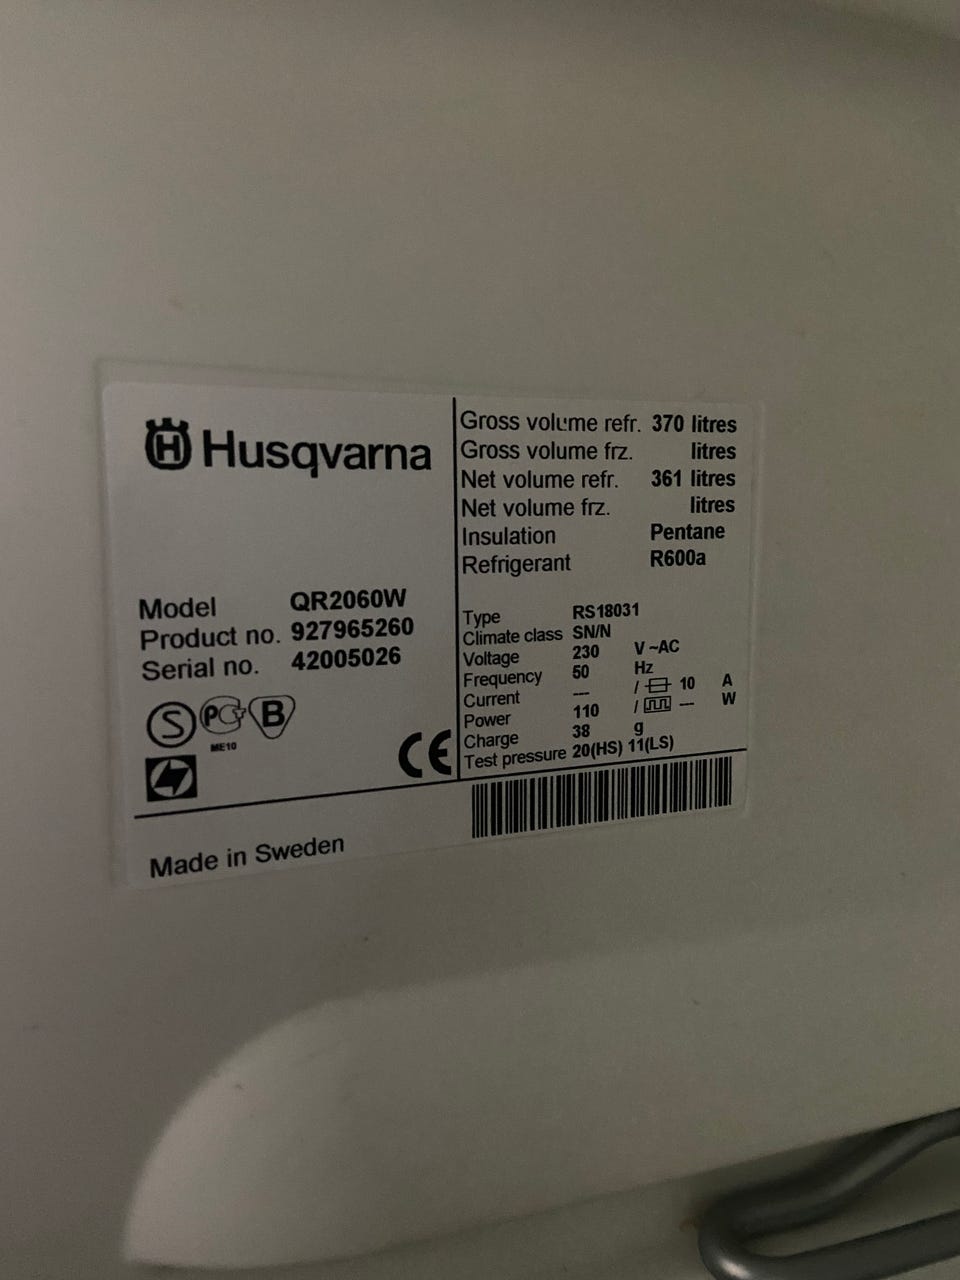 H Husqvarna
Model QR2060W
Product no. 927965260
Serial no. 42005026
S PCT B
ME10
CE
Made in Sweden
Gross volume refr. 370 litres
Gross volume frz. litres
Net volume refr. 361 litres
Net volume frz. litres
Insulation Pentane
Refrigerant R600a
Type RS18031
Climate class SN/N
Voltage 230 V ~AC
Frequency 50 Hz
Current --- / 10 A
Power 110 / --- W
Charge 38 g
Test pressure 20(HS) 11(LS)